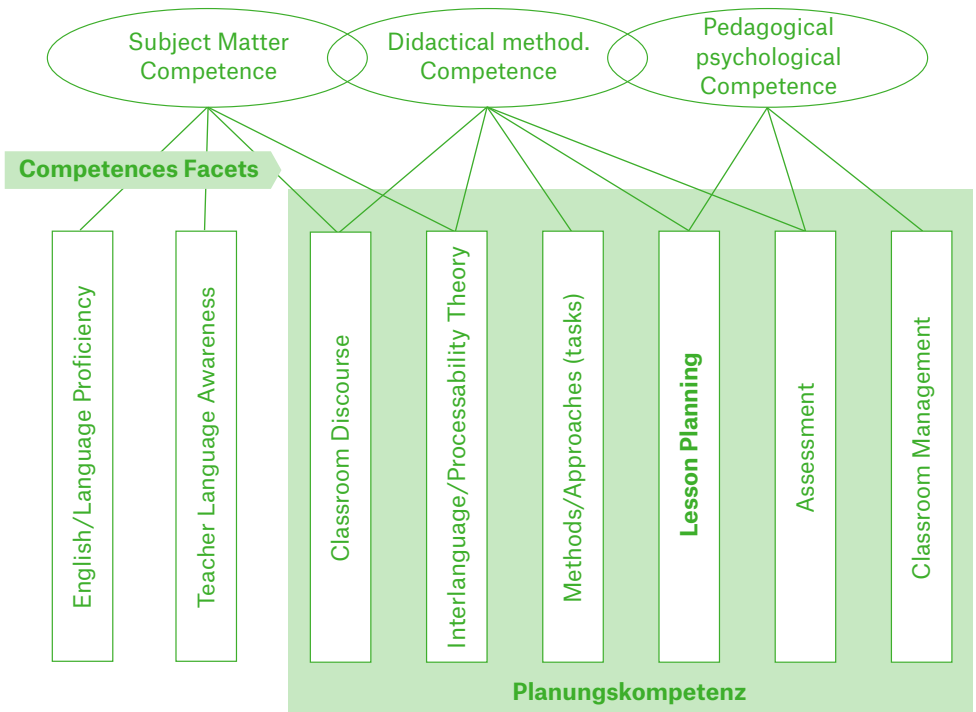 Subject Matter
Competence
Didactical method.
Competence
Pedagogical
psychological
Competence
Competences Facets
English/Language Proficiency
Teacher Language Awareness
Classroom Discourse
Interlanguage/Processability Theory
Methods/Approaches (tasks)
Lesson Planning
Assessment
Classroom Management
Planungskompetenz